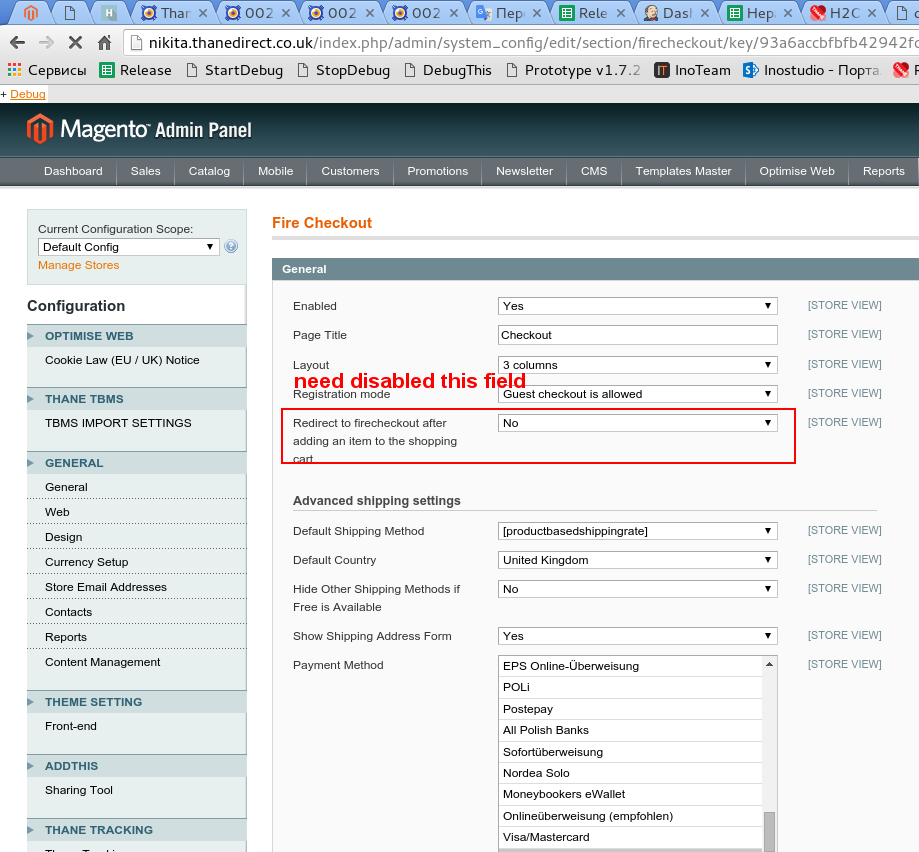 Than
002
002
002
Пер
Rele
Das
Нера
H2C
nikita.thanedirect.co.uk/index.php/admin/system_config/edit/section/firecheckout/key/93a6accbfbfb42942f
Сервисы Release StartDebug StopDebug DebugThis Prototype v1.7.2 InoTeam Inostudio - Порта
+ Debug
Magento™ Admin Panel
Dashboard Sales Catalog Mobile Customers Promotions Newsletter CMS Templates Master Optimise Web Reports
Current Configuration Scope:
Default Config
Manage Stores
Configuration
OPTIMISE WEB
Cookie Law (EU / UK) Notice
THANE TBMS
TBMS IMPORT SETTINGS
GENERAL
General
Web
Design
Currency Setup
Store Email Addresses
Contacts
Reports
Content Management
THEME SETTING
Front-end
ADDTHIS
Sharing Tool
THANE TRACKING
Fire Checkout
General
Enabled Yes [STORE VIEW]
Page Title Checkout [STORE VIEW]
Layout 3 columns [STORE VIEW]
need disabled this field
Registration mode Guest checkout is allowed [STORE VIEW]
Redirect to firecheckout after No [STORE VIEW]
adding an item to the shopping
cart
Advanced shipping settings
Default Shipping Method [productbasedshippingrate] [STORE VIEW]
Default Country United Kingdom [STORE VIEW]
Hide Other Shipping Methods if No [STORE VIEW]
Free is Available
Show Shipping Address Form Yes [STORE VIEW]
Payment Method EPS Online-Überweisung [STORE VIEW]
POLi
Postepay
All Polish Banks
Sofortüberweisung
Nordea Solo
Moneybookers eWallet
Onlineüberweisung (empfohlen)
Visa/Mastercard